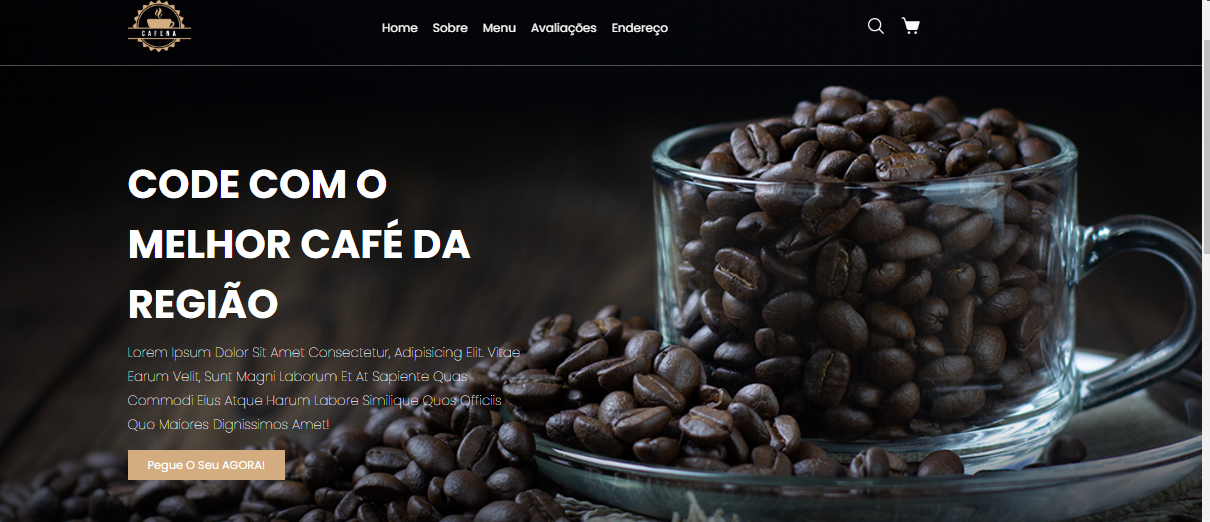 CAFENA
Home Sobre Menu Avaliações Endereço
CODE COM O
MELHOR CAFÉ DA
REGIÃO
Lorem Ipsum Dolor Sit Amet Consectetur, Adipisicing Elit. Vitae
Earum Velit, Sunt Magni Laborum Et At Sapiente Quas
Commodi Eius Atque Harum Labore Similique Quos Officiis
Quo Maiores Dignissimos Amet!
Pegue O Seu AGORA!